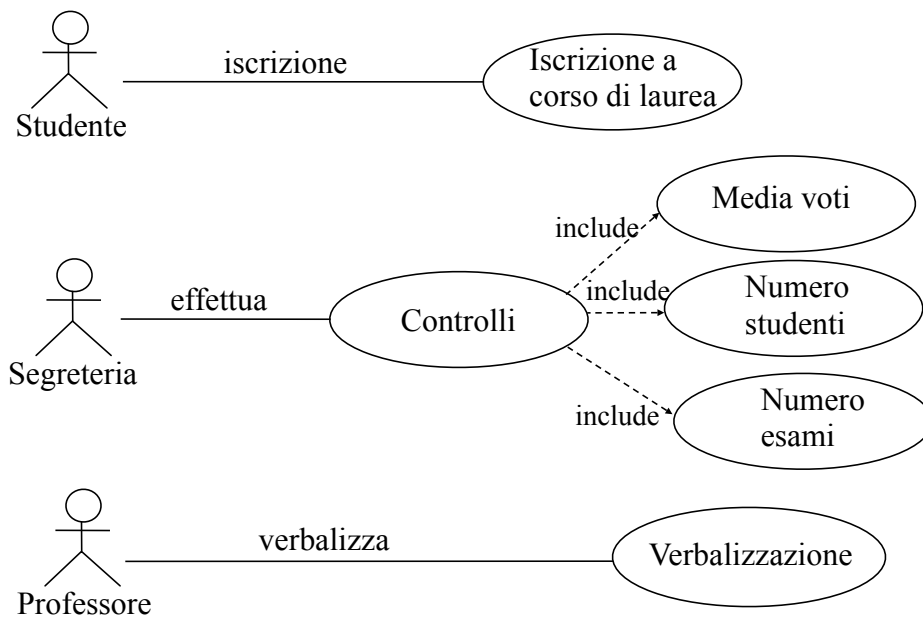 iscrizione
Iscrizione a
corso di laurea
Studente
Media voti
include
effettua
Controlli
include
Numero
studenti
Segreteria
include
Numero
esami
verbalizza
Verbalizzazione
Professore